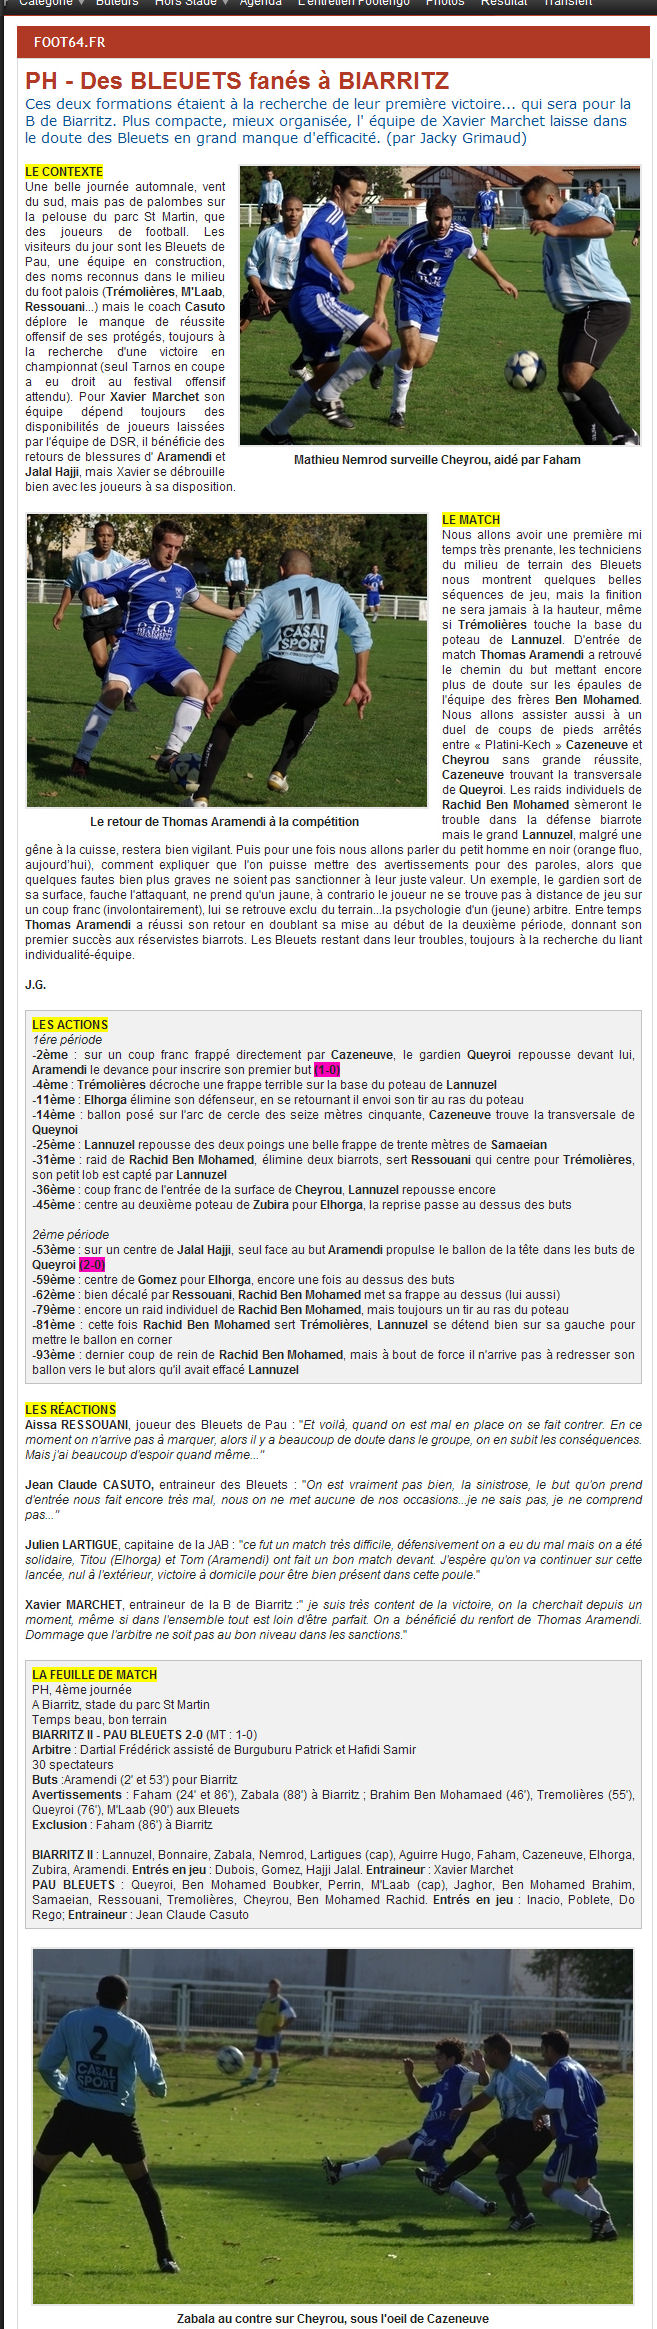 Catégorie Buteurs Hors Stade Agenda L'entretien Footengo Photos Résultat Transfert
FOOT64.FR
PH - Des BLEUETS fanés à BIARRITZ
Ces deux formations étaient à la recherche de leur première victoire... qui sera pour la
B de Biarritz. Plus compacte, mieux organisée, l' équipe de Xavier Marchet laisse dans
le doute des Bleuets en grand manque d'efficacité. (par Jacky Grimaud)
LE CONTEXTE
Une belle journée automnale, vent
du sud, mais pas de palombes sur
la pelouse du parc St Martin, que
des joueurs de football. Les
visiteurs du jour sont les Bleuets de
Pau, une équipe en construction,
des noms reconnus dans le milieu
du foot palois (Trémolières, M'Laab,
Ressouani...) mais le coach Casuto
déplore le manque de réussite
offensif de ses protégés, toujours à
la recherche d'une victoire en
championnat (seul Tarnos en coupe
a eu droit au festival offensif
attendu). Pour Xavier Marchet son
équipe dépend toujours des
disponibilités de joueurs laissées
par l'équipe de DSR, il bénéficie des
retours de blessures d' Aramendi et
Jalal Hajji, mais Xavier se débrouille
bien avec les joueurs à sa disposition.
Mathieu Nemrod surveille Cheyrou, aidé par Faham
11
CASAL
SPORT
Le retour de Thomas Aramendi à la compétition
LE MATCH
Nous allons avoir une première mi
temps très prenante, les techniciens
du milieu de terrain des Bleuets
nous montrent quelques belles
séquences de jeu, mais la finition
ne sera jamais à la hauteur, même
si Trémolières touche la base du
poteau de Lannuzel. D'entrée de
match Thomas Aramendi a retrouvé
le chemin du but mettant encore
plus de doute sur les épaules de
l'équipe des frères Ben Mohamed.
Nous allons assister aussi à un
duel de coups de pieds arrêtés
entre « Platini-Kech » Cazeneuve et
Cheyrou sans grande réussite,
Cazeneuve trouvant la transversale
de Queyroi. Les raids individuels de
Rachid Ben Mohamed sèmeront le
trouble dans la défense biarrote
mais le grand Lannuzel, malgré une
gêne à la cuisse, restera bien vigilant. Puis pour une fois nous allons parler du petit homme en noir (orange fluo,
aujourd'hui), comment expliquer que l'on puisse mettre des avertissements pour des paroles, alors que
quelques fautes bien plus graves ne soient pas sanctionner à leur juste valeur. Un exemple, le gardien sort de
sa surface, fauche l'attaquant, ne prend qu'un jaune, à contrario le joueur ne se trouve pas à distance de jeu sur
un coup franc (involontairement), lui se retrouve exclu du terrain...la psychologie d'un (jeune) arbitre. Entre temps
Thomas Aramendi a réussi son retour en doublant sa mise au début de la deuxième période, donnant son
premier succès aux réservistes biarrots. Les Bleuets restant dans leur troubles, toujours à la recherche du liant
individualité-équipe.
J.G.
LES ACTIONS
1ére période
-2ème : sur un coup franc frappé directement par Cazeneuve, le gardien Queyroi repousse devant lui,
Aramendi le devance pour inscrire son premier but (1-0)
-4ème : Trémolières décroche une frappe terrible sur la base du poteau de Lannuzel
-11ème : Elhorga élimine son défenseur, en se retournant il envoi son tir au ras du poteau
-14ème : ballon posé sur l'arc de cercle des seize mètres cinquante, Cazeneuve trouve la transversale de
Queynoi
-25ème : Lannuzel repousse des deux poings une belle frappe de trente mètres de Samaeian
-31ème : raid de Rachid Ben Mohamed, élimine deux biarrots, sert Ressouani qui centre pour Trémolières,
son petit lob est capté par Lannuzel
-36ème : coup franc de l'entrée de la surface de Cheyrou, Lannuzel repousse encore
-45ème : centre au deuxième poteau de Zubira pour Elhorga, la reprise passe au dessus des buts
2ème période
-53ème : sur un centre de Jalal Hajji, seul face au but Aramendi propulse le ballon de la tête dans les buts de
Queyroi (2-0)
-59ème : centre de Gomez pour Elhorga, encore une fois au dessus des buts
-62ème : bien décalé par Ressouani, Rachid Ben Mohamed met sa frappe au dessus (lui aussi)
-79ème : encore un raid individuel de Rachid Ben Mohamed, mais toujours un tir au ras du poteau
-81ème : cette fois Rachid Ben Mohamed sert Trémolières, Lannuzel se détend bien sur sa gauche pour
mettre le ballon en corner
-93ème : dernier coup de rein de Rachid Ben Mohamed, mais à bout de force il n'arrive pas à redresser son
ballon vers le but alors qu'il avait effacé Lannuzel
LES RÉACTIONS
Aissa RESSOUANI, joueur des Bleuets de Pau : "Et voilà, quand on est mal en place on se fait contrer. En ce
moment on n'arrive pas à marquer, alors il y a beaucoup de doute dans le groupe, on en subit les conséquences.
Mais j'ai beaucoup d'espoir quand même..."
Jean Claude CASUTO, entraineur des Bleuets : "On est vraiment pas bien, la sinistrose, le but qu'on prend
d'entrée nous fait encore très mal, nous on ne met aucune de nos occasions...je ne sais pas, je ne comprend
pas..."
Julien LARTIGUE, capitaine de la JAB : "ce fut un match très difficile, défensivement on a eu du mal mais on a été
solidaire, Titou (Elhorga) et Tom (Aramendi) ont fait un bon match devant. J'espère qu'on va continuer sur cette
lancée, nul à l'extérieur, victoire à domicile pour être bien présent dans cette poule."
Xavier MARCHET, entraineur de la B de Biarritz :" je suis très content de la victoire, on la cherchait depuis un
moment, même si dans l'ensemble tout est loin d'être parfait. On a bénéficié du renfort de Thomas Aramendi.
Dommage que l'arbitre ne soit pas au bon niveau dans les sanctions."
LA FEUILLE DE MATCH
PH, 4ème journée
A Biarritz, stade du parc St Martin
Temps beau, bon terrain
BIARRITZ II - PAU BLEUETS 2-0 (MT : 1-0)
Arbitre : Dartial Frédérick assisté de Burguburu Patrick et Hafidi Samir
30 spectateurs
Buts :Aramendi (2' et 53') pour Biarritz
Avertissements : Faham (24' et 86'), Zabala (88') à Biarritz ; Brahim Ben Mohamaed (46'), Tremolières (55'),
Queyroi (76'), M'Laab (90') aux Bleuets
Exclusion : Faham (86') à Biarritz
BIARRITZ II : Lannuzel, Bonnaire, Zabala, Nemrod, Lartigues (cap), Aguirre Hugo, Faham, Cazeneuve, Elhorga,
Zubira, Aramendi. Entrés en jeu : Dubois, Gomez, Hajji Jalal. Entraineur : Xavier Marchet
PAU BLEUETS : Queyroi, Ben Mohamed Boubker, Perrin, M'Laab (cap), Jaghor, Ben Mohamed Brahim,
Samaeian, Ressouani, Tremolières, Cheyrou, Ben Mohamed Rachid. Entrés en jeu : Inacio, Poblete, Do
Rego; Entraineur : Jean Claude Casuto
2
CASAL
SPORT
Zabala au contre sur Cheyrou, sous l'oeil de Cazeneuve